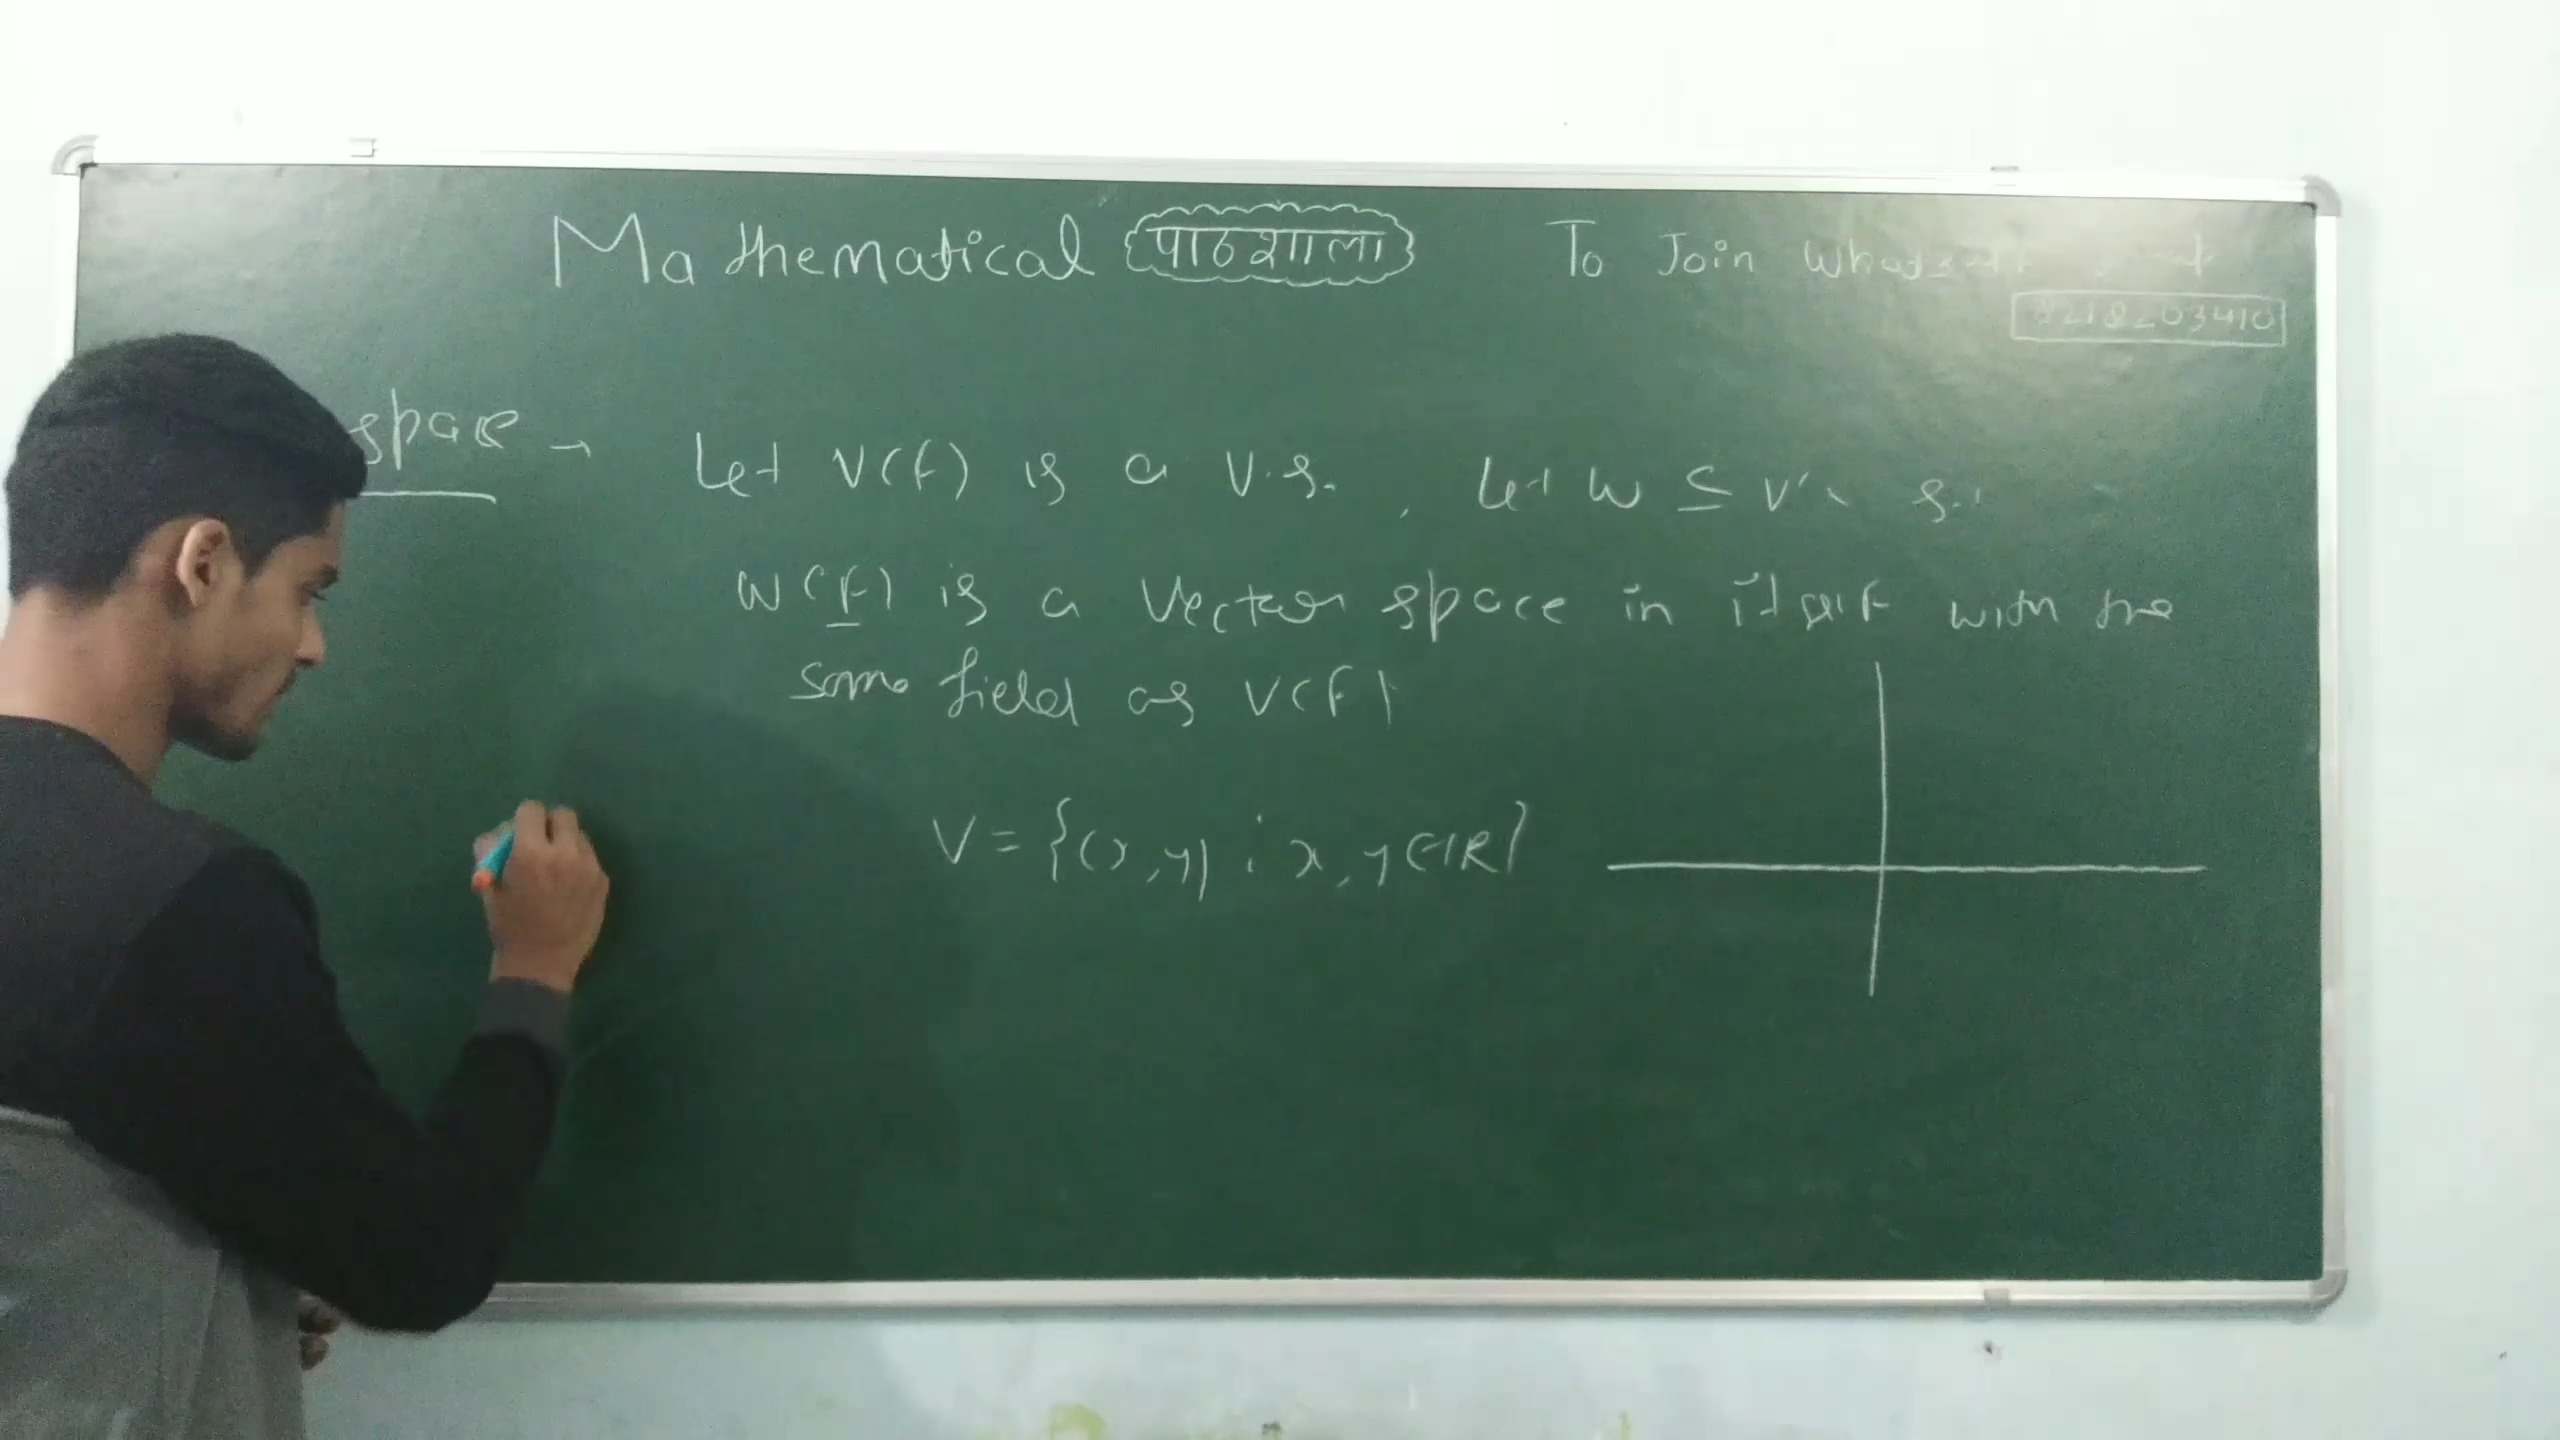 Mathematical पाठशाला To Join
8218203410
space → Let V(F) is a V.S. , Let W ⊆ V
W(F) is a vector space in itself with the
same field as V(F)
V = {(x,y) : x,y ∈ IR}